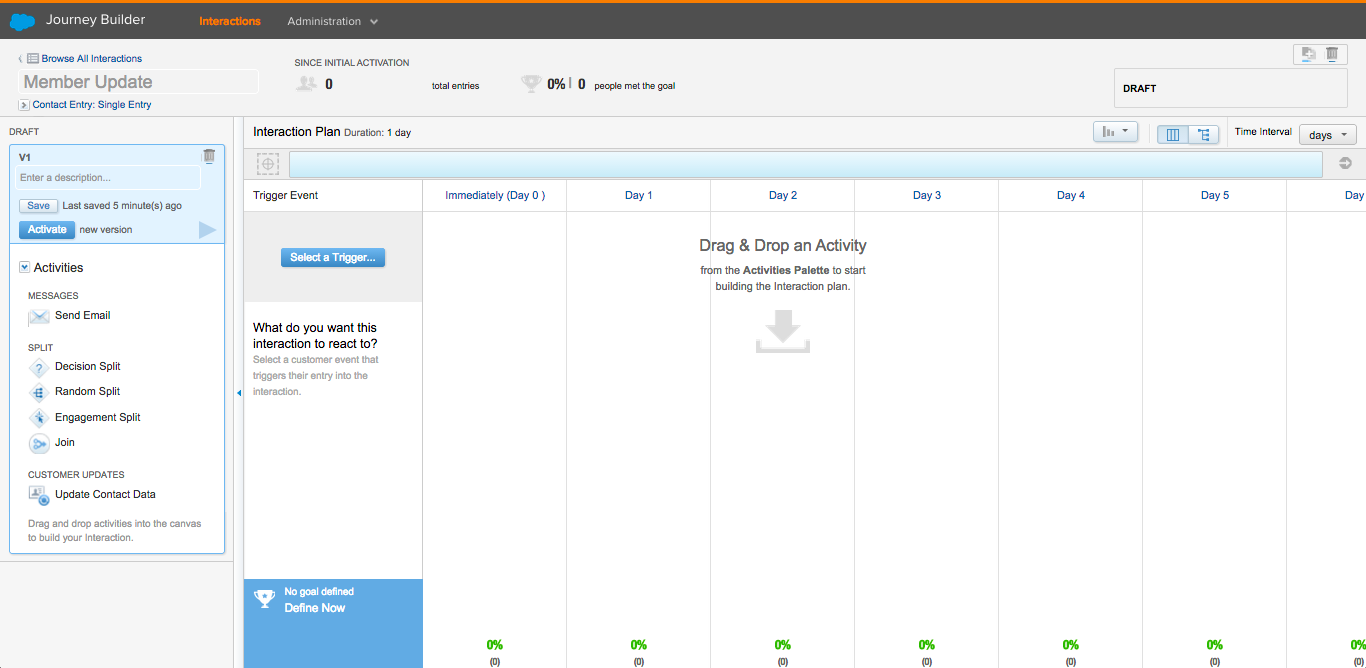 Journey Builder
Interactions
Administration
Browse All Interactions
Member Update
Contact Entry: Single Entry
SINCE INITIAL ACTIVATION
0
total entries
0% | 0 people met the goal
DRAFT
DRAFT
V1
Enter a description...
Save Last saved 5 minute(s) ago
Activate new version
Activities
MESSAGES
Send Email
SPLIT
Decision Split
Random Split
Engagement Split
Join
CUSTOMER UPDATES
Update Contact Data
Drag and drop activities into the canvas
to build your Interaction.
Interaction Plan Duration: 1 day
Time Interval days
Trigger Event
Immediately (Day 0 )
Day 1
Day 2
Day 3
Day 4
Day 5
Day
Select a Trigger...
What do you want this
interaction to react to?
Select a customer event that
triggers their entry into the
interaction.
Drag & Drop an Activity
from the Activities Palette to start
building the Interaction plan.
No goal defined
Define Now
0% 0% 0% 0% 0% 0% 0%
(0) (0) (0) (0) (0) (0) (0)